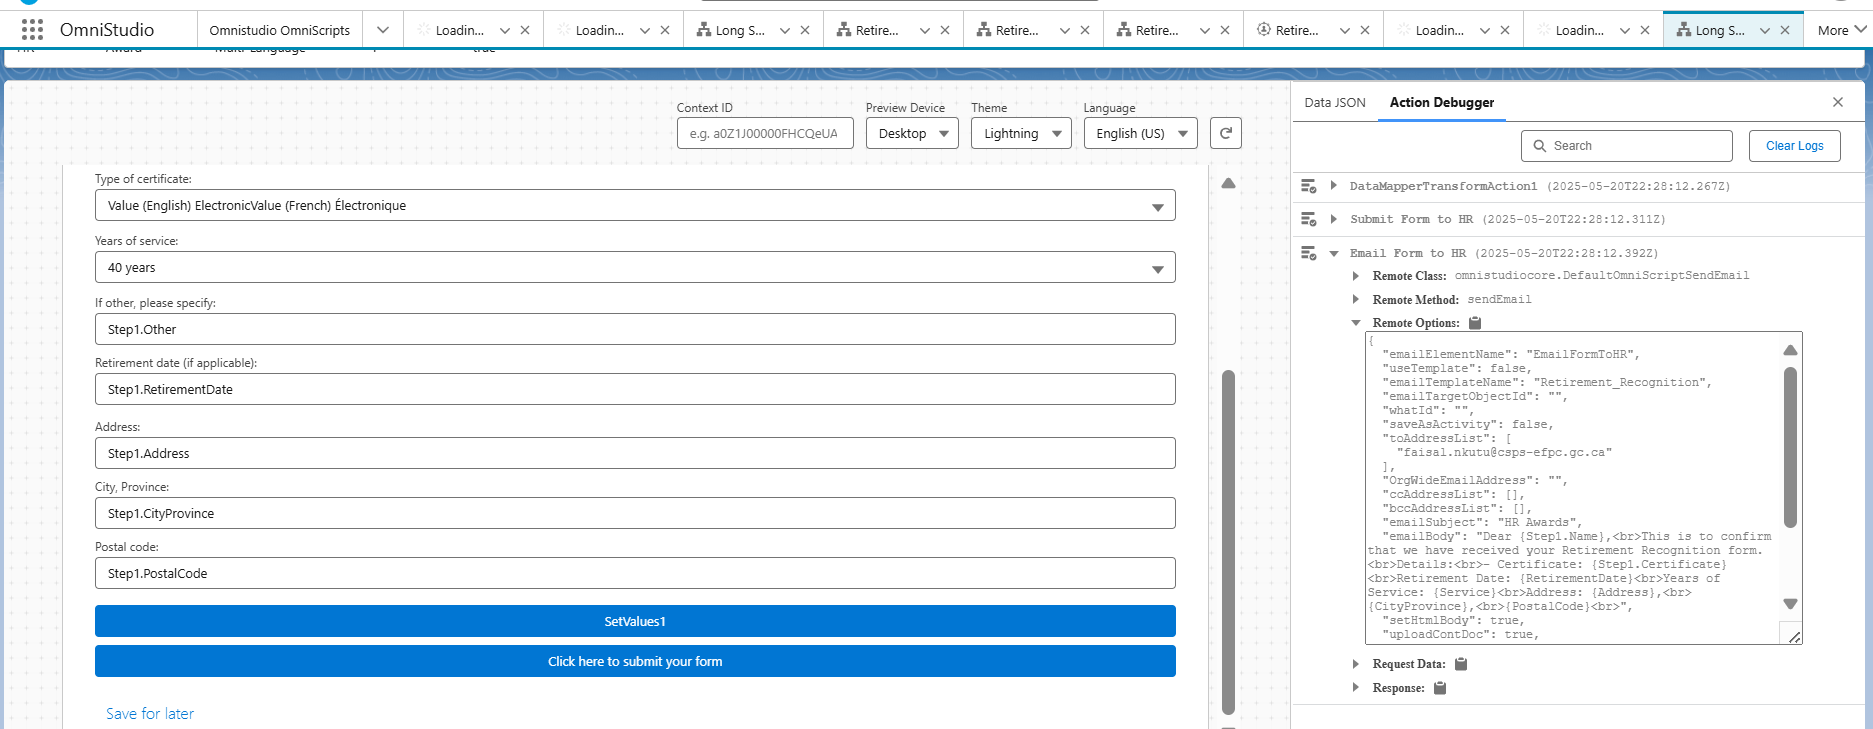 OmniStudio
Omnistudio OmniScripts
Loadin...
Loadin...
Long S...
Retire...
Retire...
Retire...
Retire...
Loadin...
Loadin...
Long S...
More
Context ID
e.g. a0Z1J00000FHCQeUA
Preview Device
Desktop
Theme
Lightning
Language
English (US)
Type of certificate:
Value (English) ElectronicValue (French) Électronique
Years of service:
40 years
If other, please specify:
Step1.Other
Retirement date (if applicable):
Step1.RetirementDate
Address:
Step1.Address
City, Province:
Step1.CityProvince
Postal code:
Step1.PostalCode
SetValues1
Click here to submit your form
Save for later
Data JSON
Action Debugger
Search
Clear Logs
DataMapperTransformAction1 (2025-05-20T22:28:12.267Z)
Submit Form to HR (2025-05-20T22:28:12.311Z)
Email Form to HR (2025-05-20T22:28:12.392Z)
Remote Class: omnistudiocore.DefaultOmniScriptSendEmail
Remote Method: sendEmail
Remote Options:
{
"emailElementName": "EmailFormToHR",
"useTemplate": false,
"emailTemplateName": "Retirement_Recognition",
"emailTargetObjectId": "",
"whatId": "",
"saveAsActivity": false,
"toAddressList": [
"faisal.nkutu@csps-efpc.gc.ca"
],
"OrgWideEmailAddress": "",
"ccAddressList": [],
"bccAddressList": [],
"emailSubject": "HR Awards",
"emailBody": "Dear {Step1.Name},<br>This is to confirm
that we have received your Retirement Recognition form.
<br>Details:<br>- Certificate: {Step1.Certificate}
<br>Retirement Date: {RetirementDate}<br>Years of
Service: {Service}<br>Address: {Address},<br>
{CityProvince},<br>{PostalCode}<br>",
"setHtmlBody": true,
"uploadContDoc": true,
Request Data:
Response: